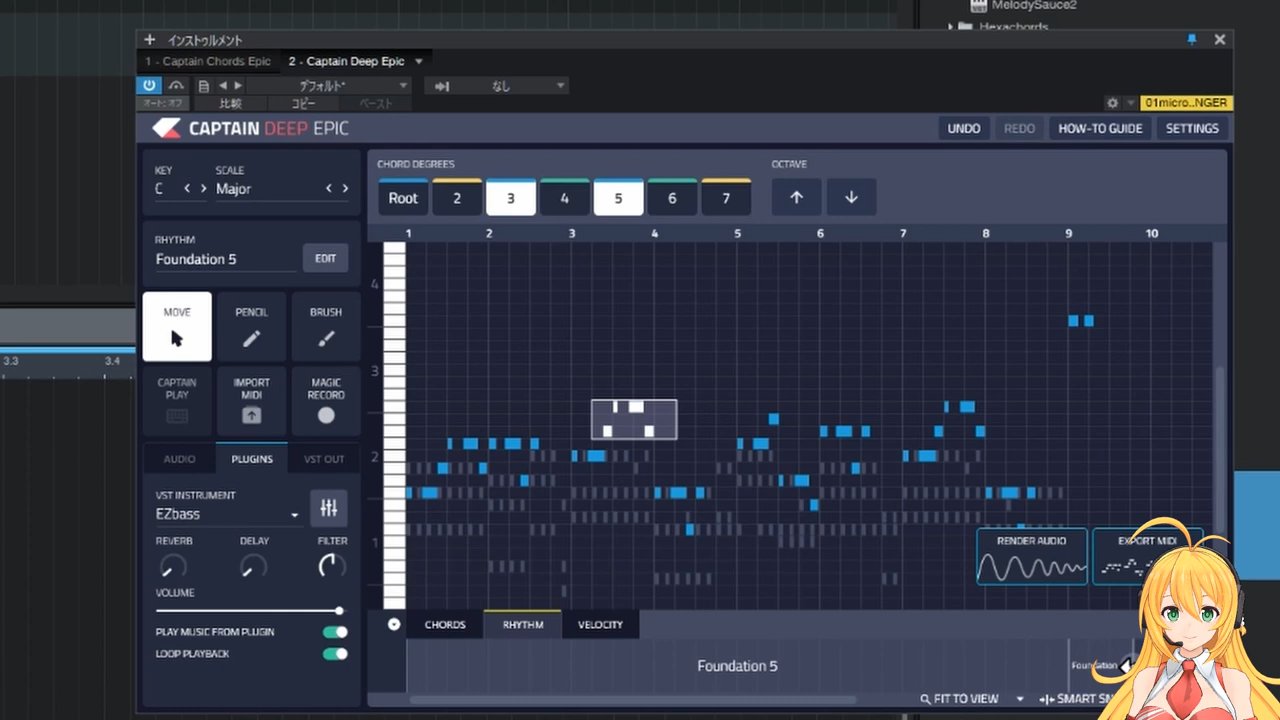 MelodySauce2
Hexachords
インストゥルメント
1 - Captain Chords Epic
2 - Captain Deep Epic
デフォルト*
なし
オート: オフ
比較
コピー
ペースト
01micro..NGER
CAPTAIN DEEP EPIC
UNDO
REDO
HOW-TO GUIDE
SETTINGS
KEY
SCALE
C
Major
CHORD DEGREES
OCTAVE
Root
2
3
4
5
6
7
RHYTHM
Foundation 5
EDIT
1
2
3
4
5
6
7
8
9
10
4
3
2
1
MOVE
PENCIL
BRUSH
3.3
3.4
CAPTAIN PLAY
IMPORT MIDI
MAGIC RECORD
AUDIO
PLUGINS
VST OUT
VST INSTRUMENT
EZbass
REVERB
DELAY
FILTER
VOLUME
PLAY MUSIC FROM PLUGIN
LOOP PLAYBACK
RENDER AUDIO
EXPORT MIDI
CHORDS
RHYTHM
VELOCITY
Foundation 5
Foundation
FIT TO VIEW
SMART